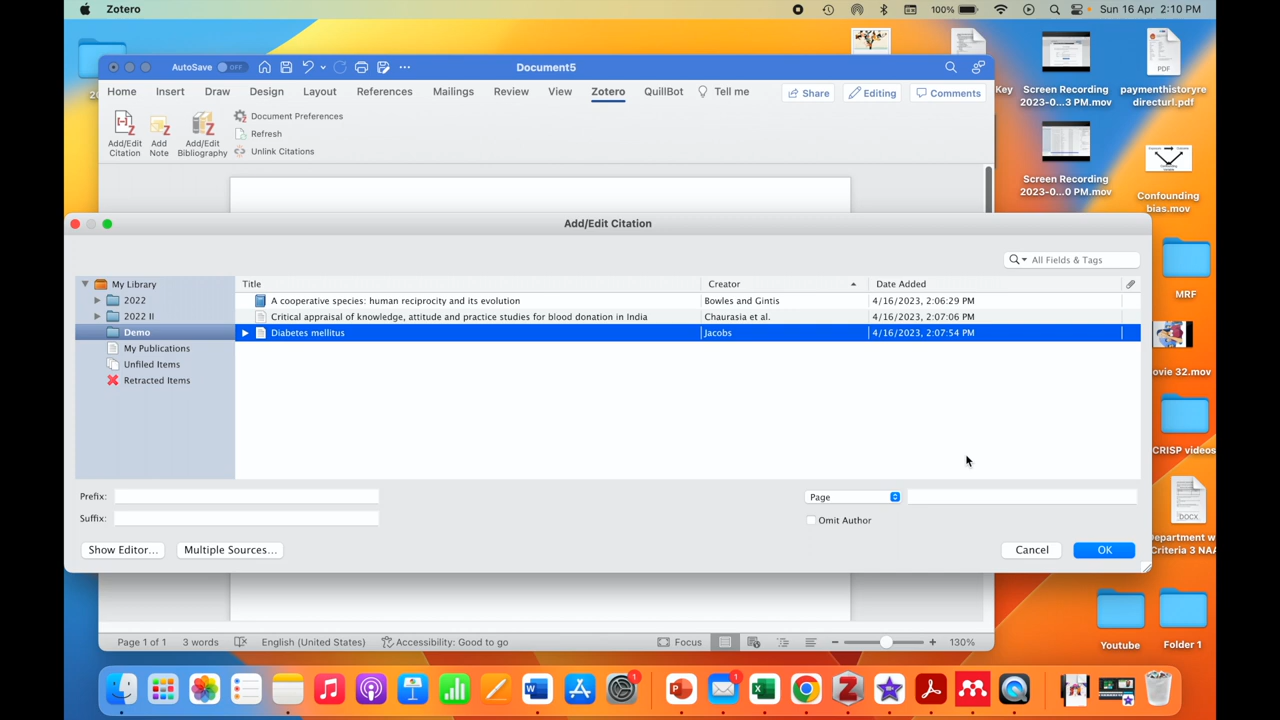 Zotero
100%
Sun 16 Apr 2:10 PM
AutoSave OFF
Document5
Home Insert Draw Design Layout References Mailings Review View Zotero QuillBot Tell me
Share Editing Comments
Add/Edit Citation
Add Note
Add/Edit Bibliography
Document Preferences
Refresh
Unlink Citations
Key
Screen Recording
2023-0...3 PM.mov
paymenthistoryre
directurl.pdf
PDF
Screen Recording
2023-0...0 PM.mov
Confounding
bias.mov
MRF
ovie 32.mov
CRISP videos
DOCX
epartment w
Criteria 3 NAA
Youtube
Folder 1
Add/Edit Citation
All Fields & Tags
My Library
2022
2022 II
Demo
My Publications
Unfiled Items
Retracted Items
Title Creator Date Added
A cooperative species: human reciprocity and its evolution Bowles and Gintis 4/16/2023, 2:06:29 PM
Critical appraisal of knowledge, attitude and practice studies for blood donation in India Chaurasia et al. 4/16/2023, 2:07:06 PM
Diabetes mellitus Jacobs 4/16/2023, 2:07:54 PM
Prefix:
Page
Suffix:
Omit Author
Show Editor... Multiple Sources...
Cancel OK
Page 1 of 1 3 words English (United States) Accessibility: Good to go Focus 130%